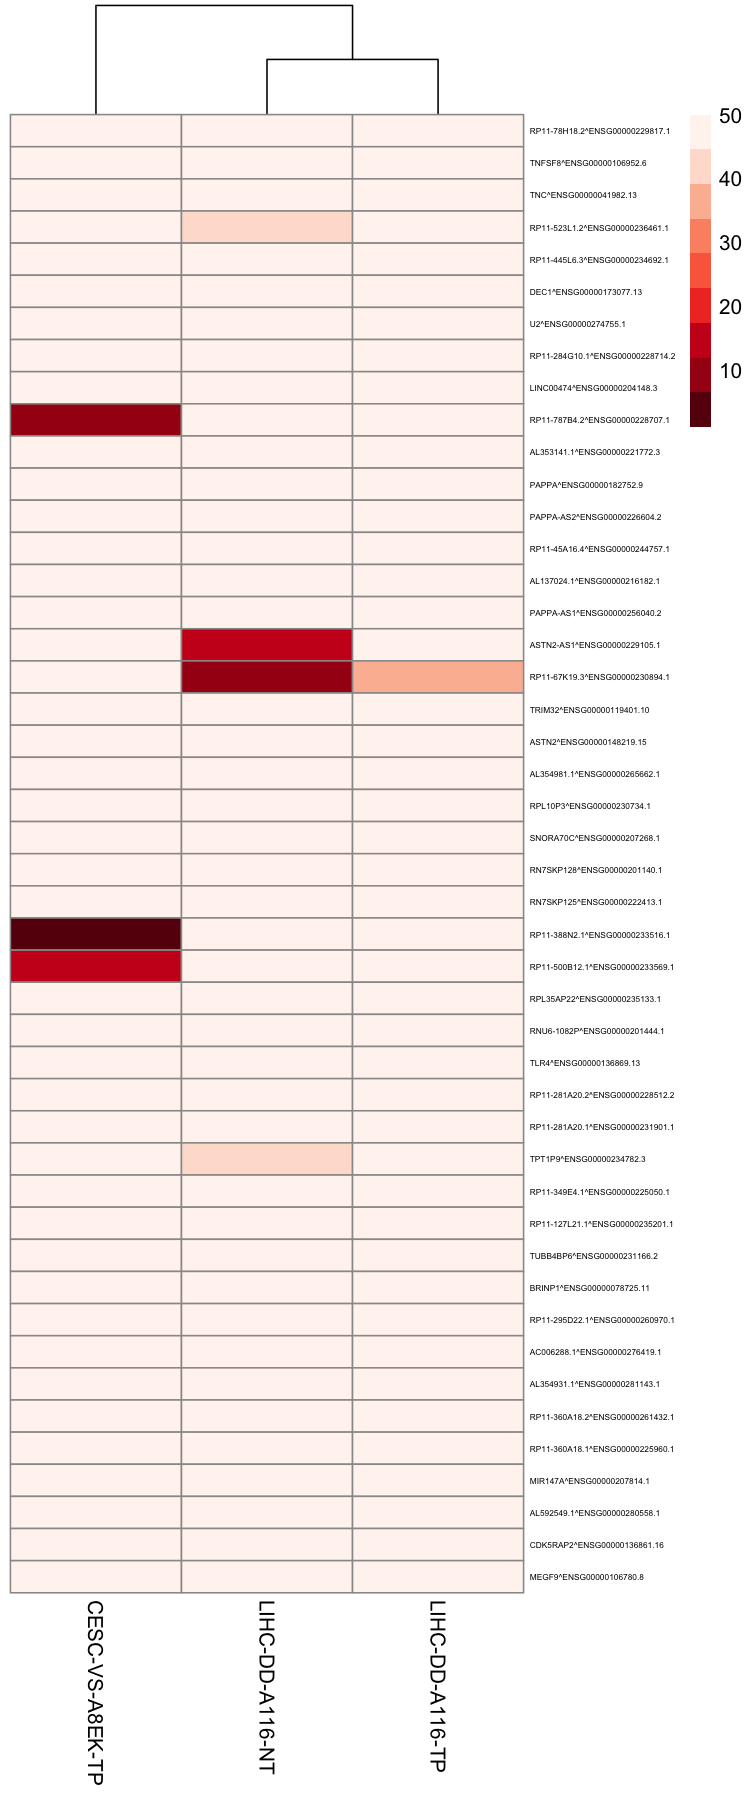 50
40
30
20
10
RP11-78H18.2^ENSG00000229817.1
TNFSF8^ENSG00000106952.6
TNC^ENSG00000041982.13
RP11-523L1.2^ENSG00000236461.1
RP11-445L6.3^ENSG00000234692.1
DEC1^ENSG00000173077.13
U2^ENSG00000274755.1
RP11-284G10.1^ENSG00000228714.2
LINC00474^ENSG00000204148.3
RP11-787B4.2^ENSG00000228707.1
AL353141.1^ENSG00000221772.3
PAPPA^ENSG00000182752.9
PAPPA-AS2^ENSG00000226604.2
RP11-45A16.4^ENSG00000244757.1
AL137024.1^ENSG00000216182.1
PAPPA-AS1^ENSG00000256040.2
ASTN2-AS1^ENSG00000229105.1
RP11-67K19.3^ENSG00000230894.1
TRIM32^ENSG00000119401.10
ASTN2^ENSG00000148219.15
AL354981.1^ENSG00000265662.1
RPL10P3^ENSG00000230734.1
SNORA70C^ENSG00000207268.1
RN7SKP128^ENSG00000201140.1
RN7SKP125^ENSG00000222413.1
RP11-388N2.1^ENSG00000233516.1
RP11-500B12.1^ENSG00000233569.1
RPL35AP22^ENSG00000235133.1
RNU6-1082P^ENSG00000201444.1
TLR4^ENSG00000136869.13
RP11-281A20.2^ENSG00000228512.2
RP11-281A20.1^ENSG00000231901.1
TPT1P9^ENSG00000234782.3
RP11-349E4.1^ENSG00000225050.1
RP11-127L21.1^ENSG00000235201.1
TUBB4BP6^ENSG00000231166.2
BRINP1^ENSG00000078725.11
RP11-295D22.1^ENSG00000260970.1
AC006288.1^ENSG00000276419.1
AL354931.1^ENSG00000281143.1
RP11-360A18.2^ENSG00000261432.1
RP11-360A18.1^ENSG00000225960.1
MIR147A^ENSG00000207814.1
AL592549.1^ENSG00000280558.1
CDK5RAP2^ENSG00000136861.16
MEGF9^ENSG00000106780.8
CESC-VS-A8EK-TP
LIHC-DD-A116-NT
LIHC-DD-A116-TP